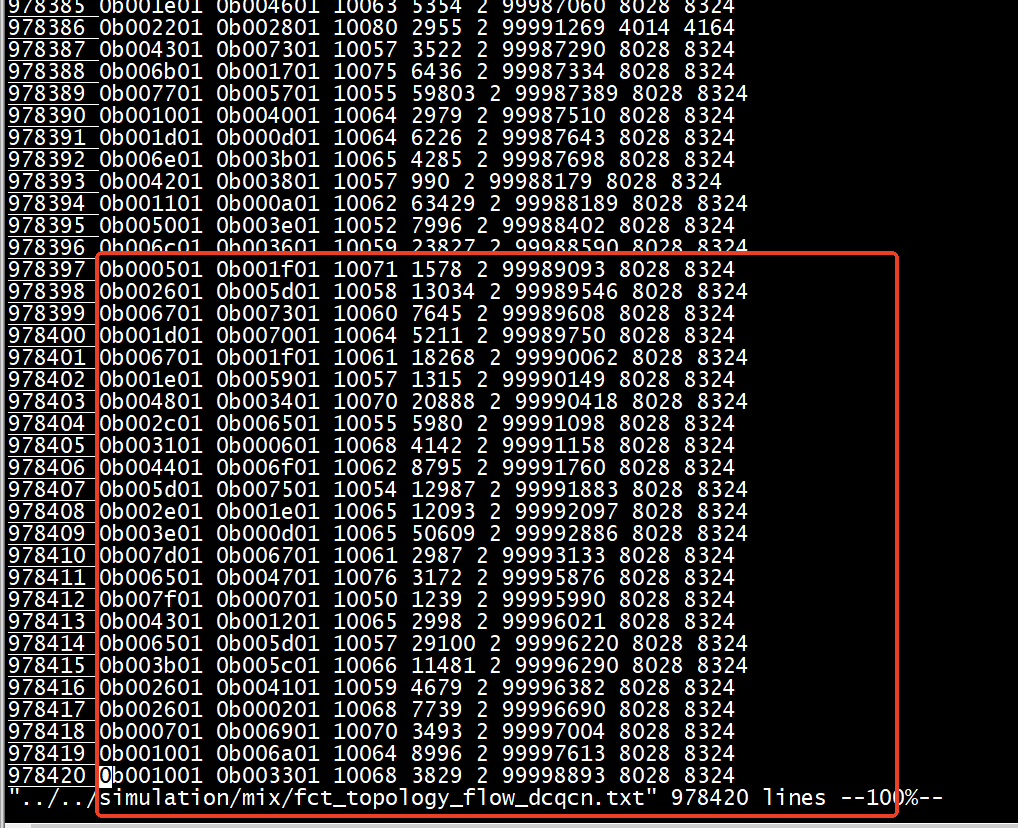 978385 0b001e01 0b004601 10063 5354 2 99987060 8028 8324
978386 0b002201 0b002801 10080 2955 2 99991269 4014 4164
978387 0b004301 0b007301 10057 3522 2 99987290 8028 8324
978388 0b006b01 0b001701 10075 6436 2 99987334 8028 8324
978389 0b007701 0b005701 10055 59803 2 99987389 8028 8324
978390 0b001001 0b004001 10064 2979 2 99987510 8028 8324
978391 0b001d01 0b000d01 10064 6226 2 99987643 8028 8324
978392 0b006e01 0b003b01 10065 4285 2 99987698 8028 8324
978393 0b004201 0b003801 10057 990 2 99988179 8028 8324
978394 0b001101 0b000a01 10062 63429 2 99988189 8028 8324
978395 0b005001 0b003e01 10052 7996 2 99988402 8028 8324
978396 0b006c01 0b003601 10059 23827 2 99988590 8028 8324
978397 0b000501 0b001f01 10071 1578 2 99989093 8028 8324
978398 0b002601 0b005d01 10058 13034 2 99989546 8028 8324
978399 0b006701 0b007301 10060 7645 2 99989608 8028 8324
978400 0b001d01 0b007001 10064 5211 2 99989750 8028 8324
978401 0b006701 0b001f01 10061 18268 2 99990062 8028 8324
978402 0b001e01 0b005901 10057 1315 2 99990149 8028 8324
978403 0b004801 0b003401 10070 20888 2 99990418 8028 8324
978404 0b002c01 0b006501 10055 5980 2 99991098 8028 8324
978405 0b003101 0b000601 10068 4142 2 99991158 8028 8324
978406 0b004401 0b006f01 10062 8795 2 99991760 8028 8324
978407 0b005d01 0b007501 10054 12987 2 99991883 8028 8324
978408 0b002e01 0b001e01 10065 12093 2 99992097 8028 8324
978409 0b003e01 0b000d01 10065 50609 2 99992886 8028 8324
978410 0b007d01 0b006701 10061 2987 2 99993133 8028 8324
978411 0b006501 0b004701 10076 3172 2 99995876 8028 8324
978412 0b007f01 0b000701 10050 1239 2 99995990 8028 8324
978413 0b004301 0b001201 10065 2998 2 99996021 8028 8324
978414 0b006501 0b005d01 10057 29100 2 99996220 8028 8324
978415 0b003b01 0b005c01 10066 11481 2 99996290 8028 8324
978416 0b002601 0b004101 10059 4679 2 99996382 8028 8324
978417 0b002601 0b000201 10068 7739 2 99996690 8028 8324
978418 0b000701 0b006901 10070 3493 2 99997004 8028 8324
978419 0b001001 0b006a01 10064 8996 2 99997613 8028 8324
978420 0b001001 0b003301 10068 3829 2 99998893 8028 8324
"../../simulation/mix/fct_topology_flow_dcqcn.txt" 978420 lines --100%--